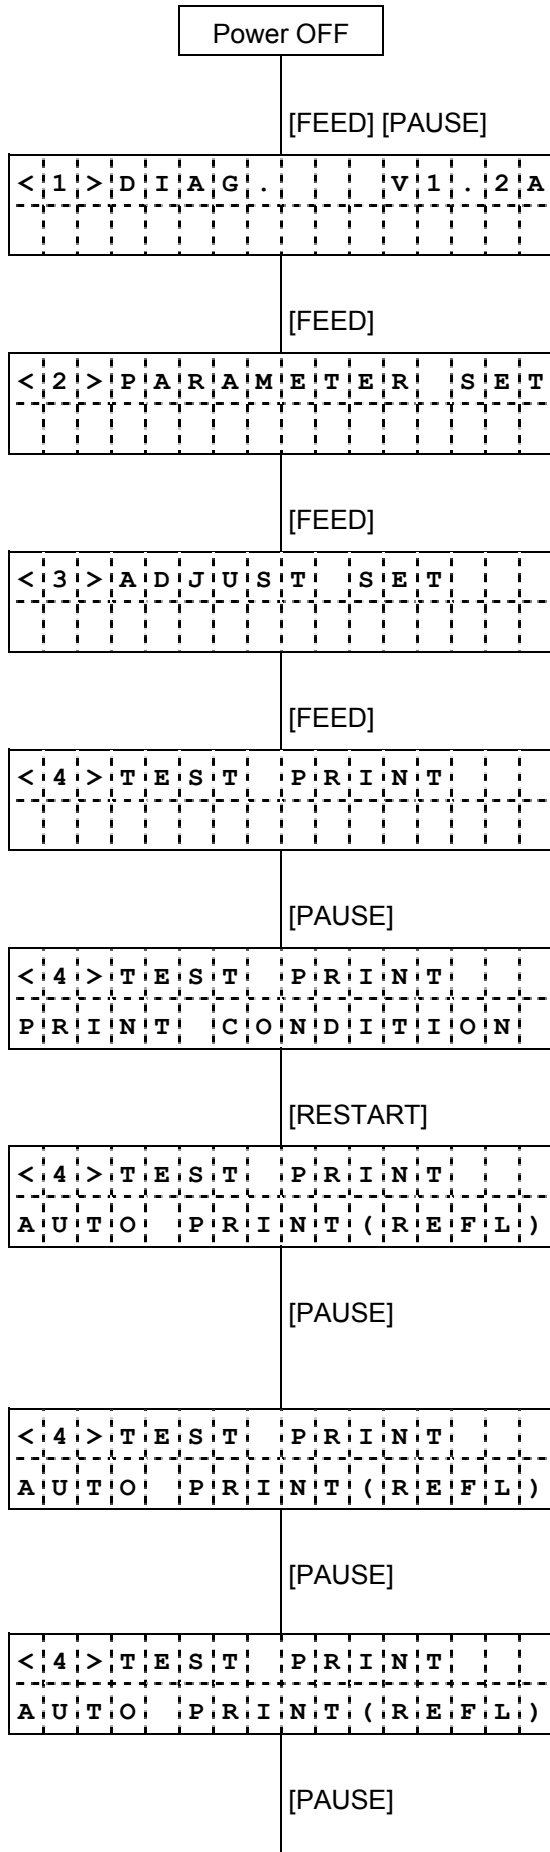 Power OFF
[FEED] [PAUSE]
<1>DIAG.   V1.2A
[FEED]
<2>PARAMETER SET
[FEED]
<3>ADJUST SET
[FEED]
<4>TEST PRINT
[PAUSE]
<4>TEST PRINT
PRINT CONDITION
[RESTART]
<4>TEST PRINT
AUTO PRINT(REFL)
[PAUSE]
<4>TEST PRINT
AUTO PRINT(REFL)
[PAUSE]
<4>TEST PRINT
AUTO PRINT(REFL)
[PAUSE]